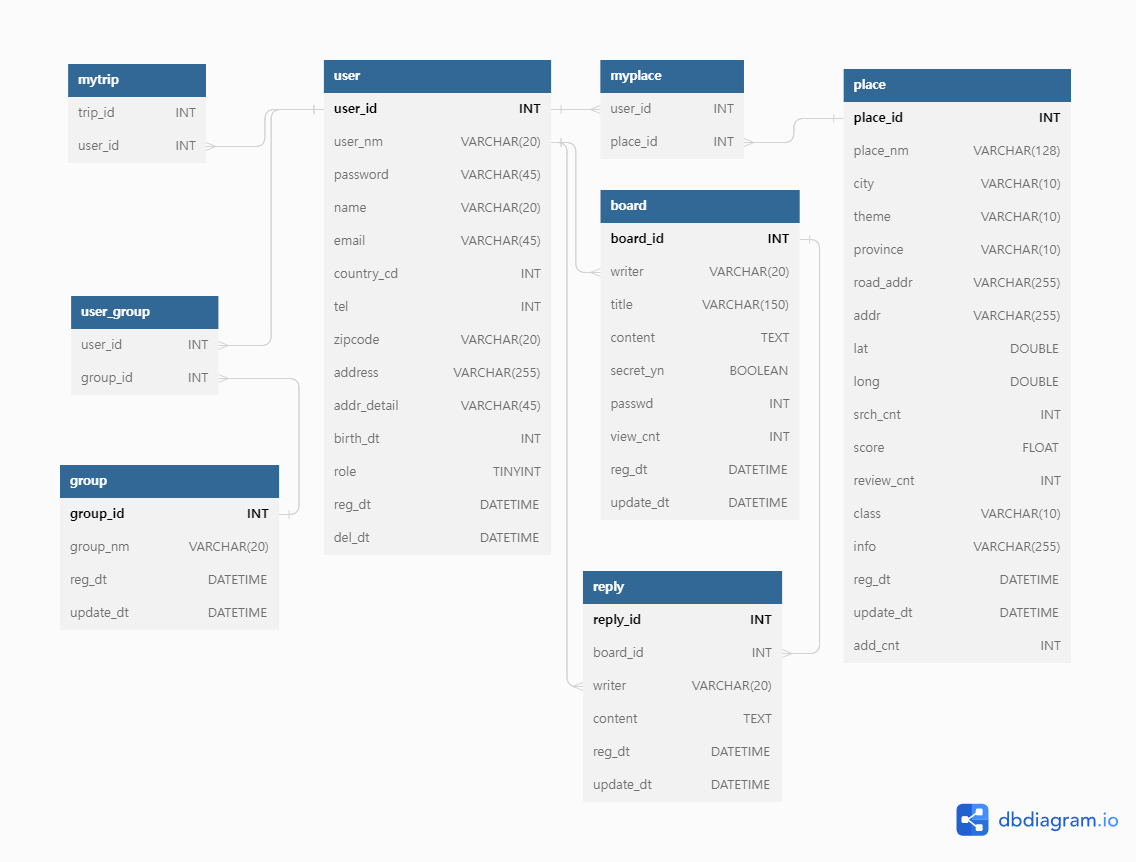 mytrip
trip_id INT
user_id INT
user
user_id INT
user_nm VARCHAR(20)
password VARCHAR(45)
name VARCHAR(20)
email VARCHAR(45)
country_cd INT
tel INT
zipcode VARCHAR(20)
address VARCHAR(255)
addr_detail VARCHAR(45)
birth_dt INT
role TINYINT
reg_dt DATETIME
del_dt DATETIME
myplace
user_id INT
place_id INT
place
place_id INT
place_nm VARCHAR(128)
city VARCHAR(10)
theme VARCHAR(10)
province VARCHAR(10)
road_addr VARCHAR(255)
addr VARCHAR(255)
lat DOUBLE
long DOUBLE
srch_cnt INT
score FLOAT
review_cnt INT
class VARCHAR(10)
info VARCHAR(255)
reg_dt DATETIME
update_dt DATETIME
add_cnt INT
board
board_id INT
writer VARCHAR(20)
title VARCHAR(150)
content TEXT
secret_yn BOOLEAN
passwd INT
view_cnt INT
reg_dt DATETIME
update_dt DATETIME
user_group
user_id INT
group_id INT
group
group_id INT
group_nm VARCHAR(20)
reg_dt DATETIME
update_dt DATETIME
reply
reply_id INT
board_id INT
writer VARCHAR(20)
content TEXT
reg_dt DATETIME
update_dt DATETIME
dbdiagram.io